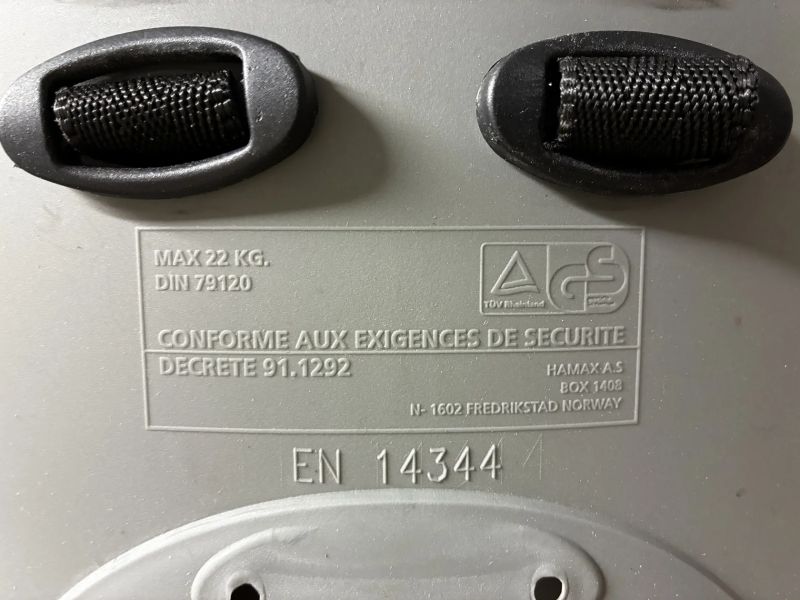 MAX 22 KG.
DIN 79120
TÜV Rheinland
GS
CONFORME AUX EXIGENCES DE SECURITE
DECRETE 91.1292
HAMAX A.S
BOX 1408
N- 1602 FREDRIKSTAD NORWAY
EN 14344